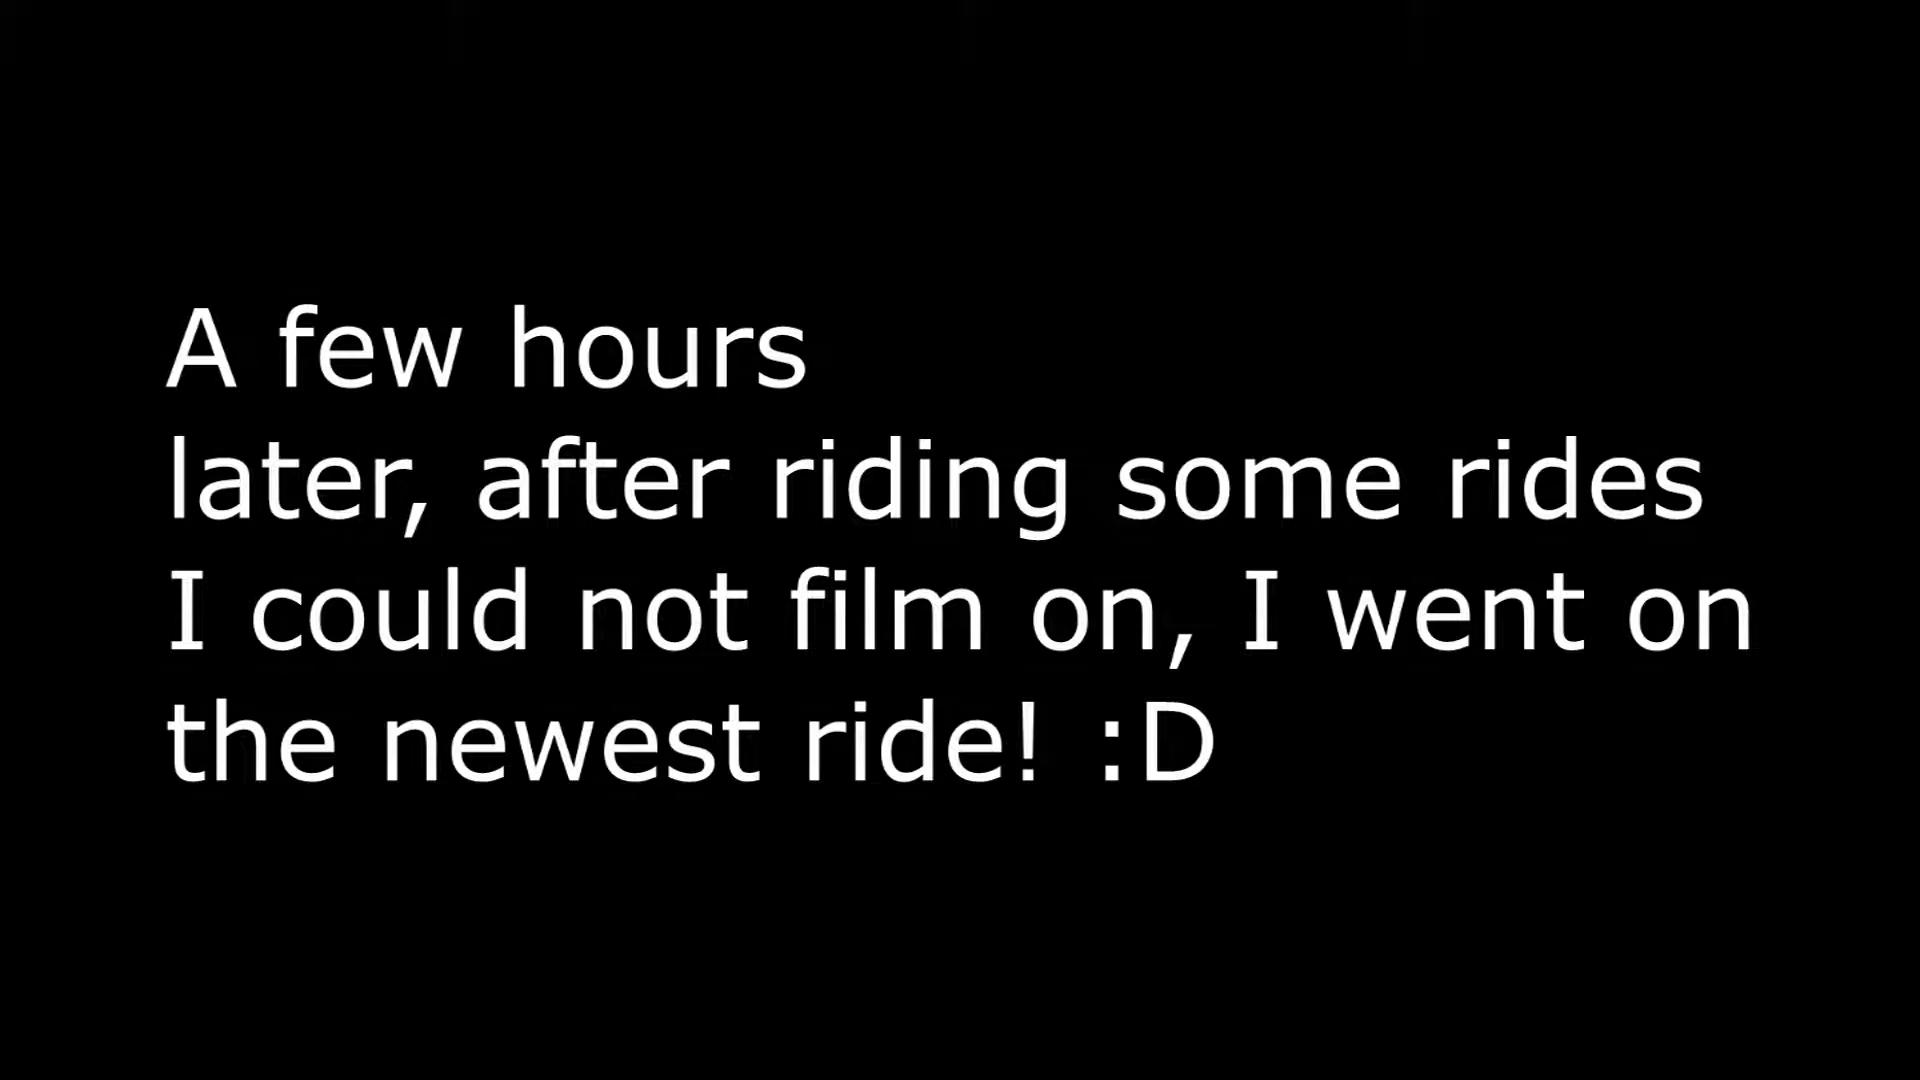 A few hours
later, after riding some rides
I could not film on, I went on
the newest ride! :D